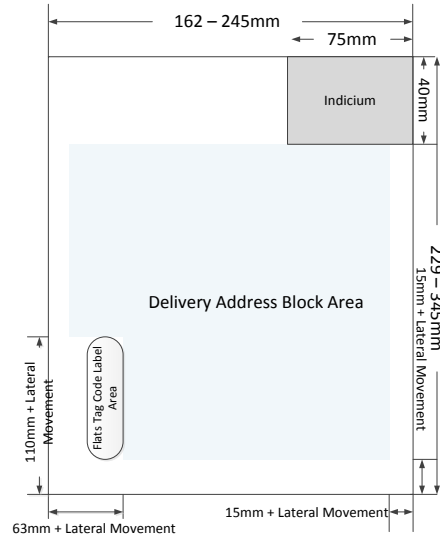 162 – 245mm
75mm
Indicium
40mm
229 – 345mm
15mm + Lateral Movement
Delivery Address Block Area
Flats Tag Code Label
Area
110mm + Lateral
Movement
15mm + Lateral Movement
63mm + Lateral Movement